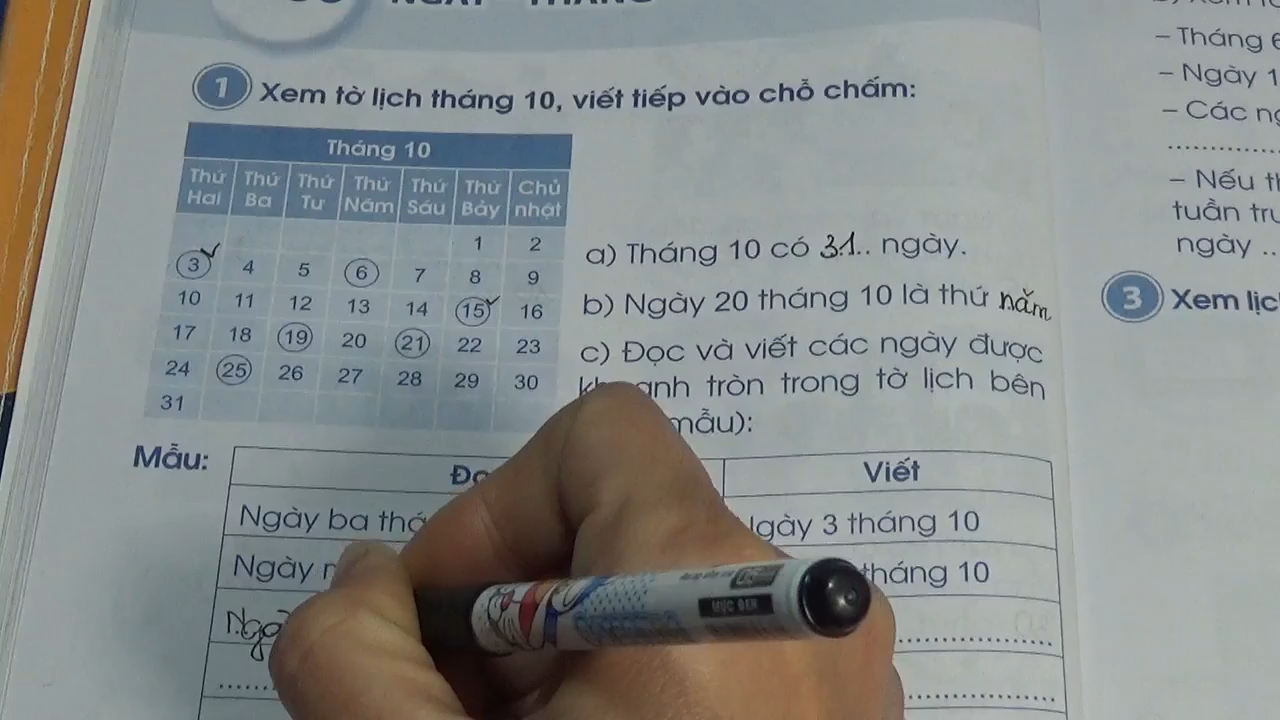 NGÀY - THÁNG
1 Xem tờ lịch tháng 10, viết tiếp vào chỗ chấm:
Tháng 10
Thứ Hai Thứ Ba Thứ Tư Thứ Năm Thứ Sáu Thứ Bảy Chủ nhật
1 2
3 4 5 6 7 8 9
10 11 12 13 14 15 16
17 18 19 20 21 22 23
24 25 26 27 28 29 30
31
a) Tháng 10 có 31.. ngày.
b) Ngày 20 tháng 10 là thứ năm
c) Đọc và viết các ngày được
tròn trong tờ lịch bên
mẫu):
Mẫu:
Viết
Ngày ba
Ngày 3 tháng 10
Ngày
tháng 10
MỰC ĐEN
– Tháng 6
– Ngày 1
– Các
– Nếu
tuần
ngày ..
3 Xem